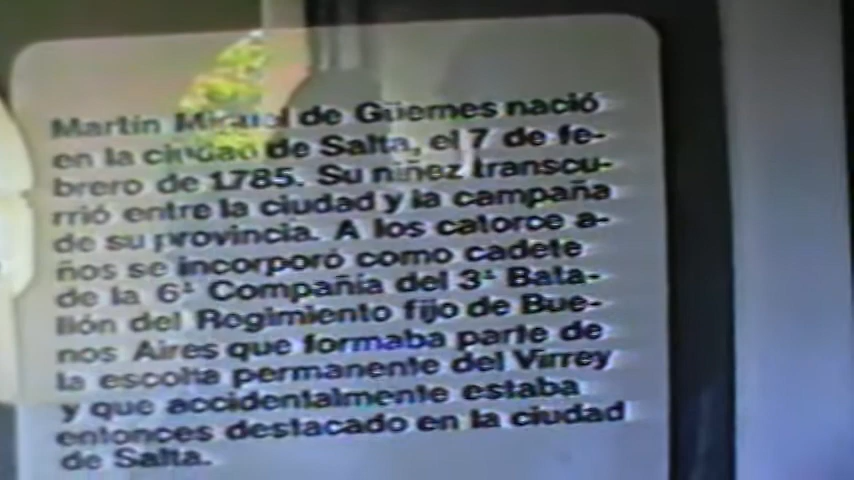 Martín Miguel de Güemes nació
en la ciudad de Salta, el 7 de fe-
brero de 1785. Su niñez transcu-
rrió entre la ciudad y la campaña
de su provincia. A los catorce a-
ños se incorporó como cadete
de la 6ª Compañía del 3ª Bata-
llón del Regimiento fijo de Bue-
nos Aires que formaba parte de
la escolta permanente del Virrey
y que accidentalmente estaba
entonces destacado en la ciudad
de Salta.